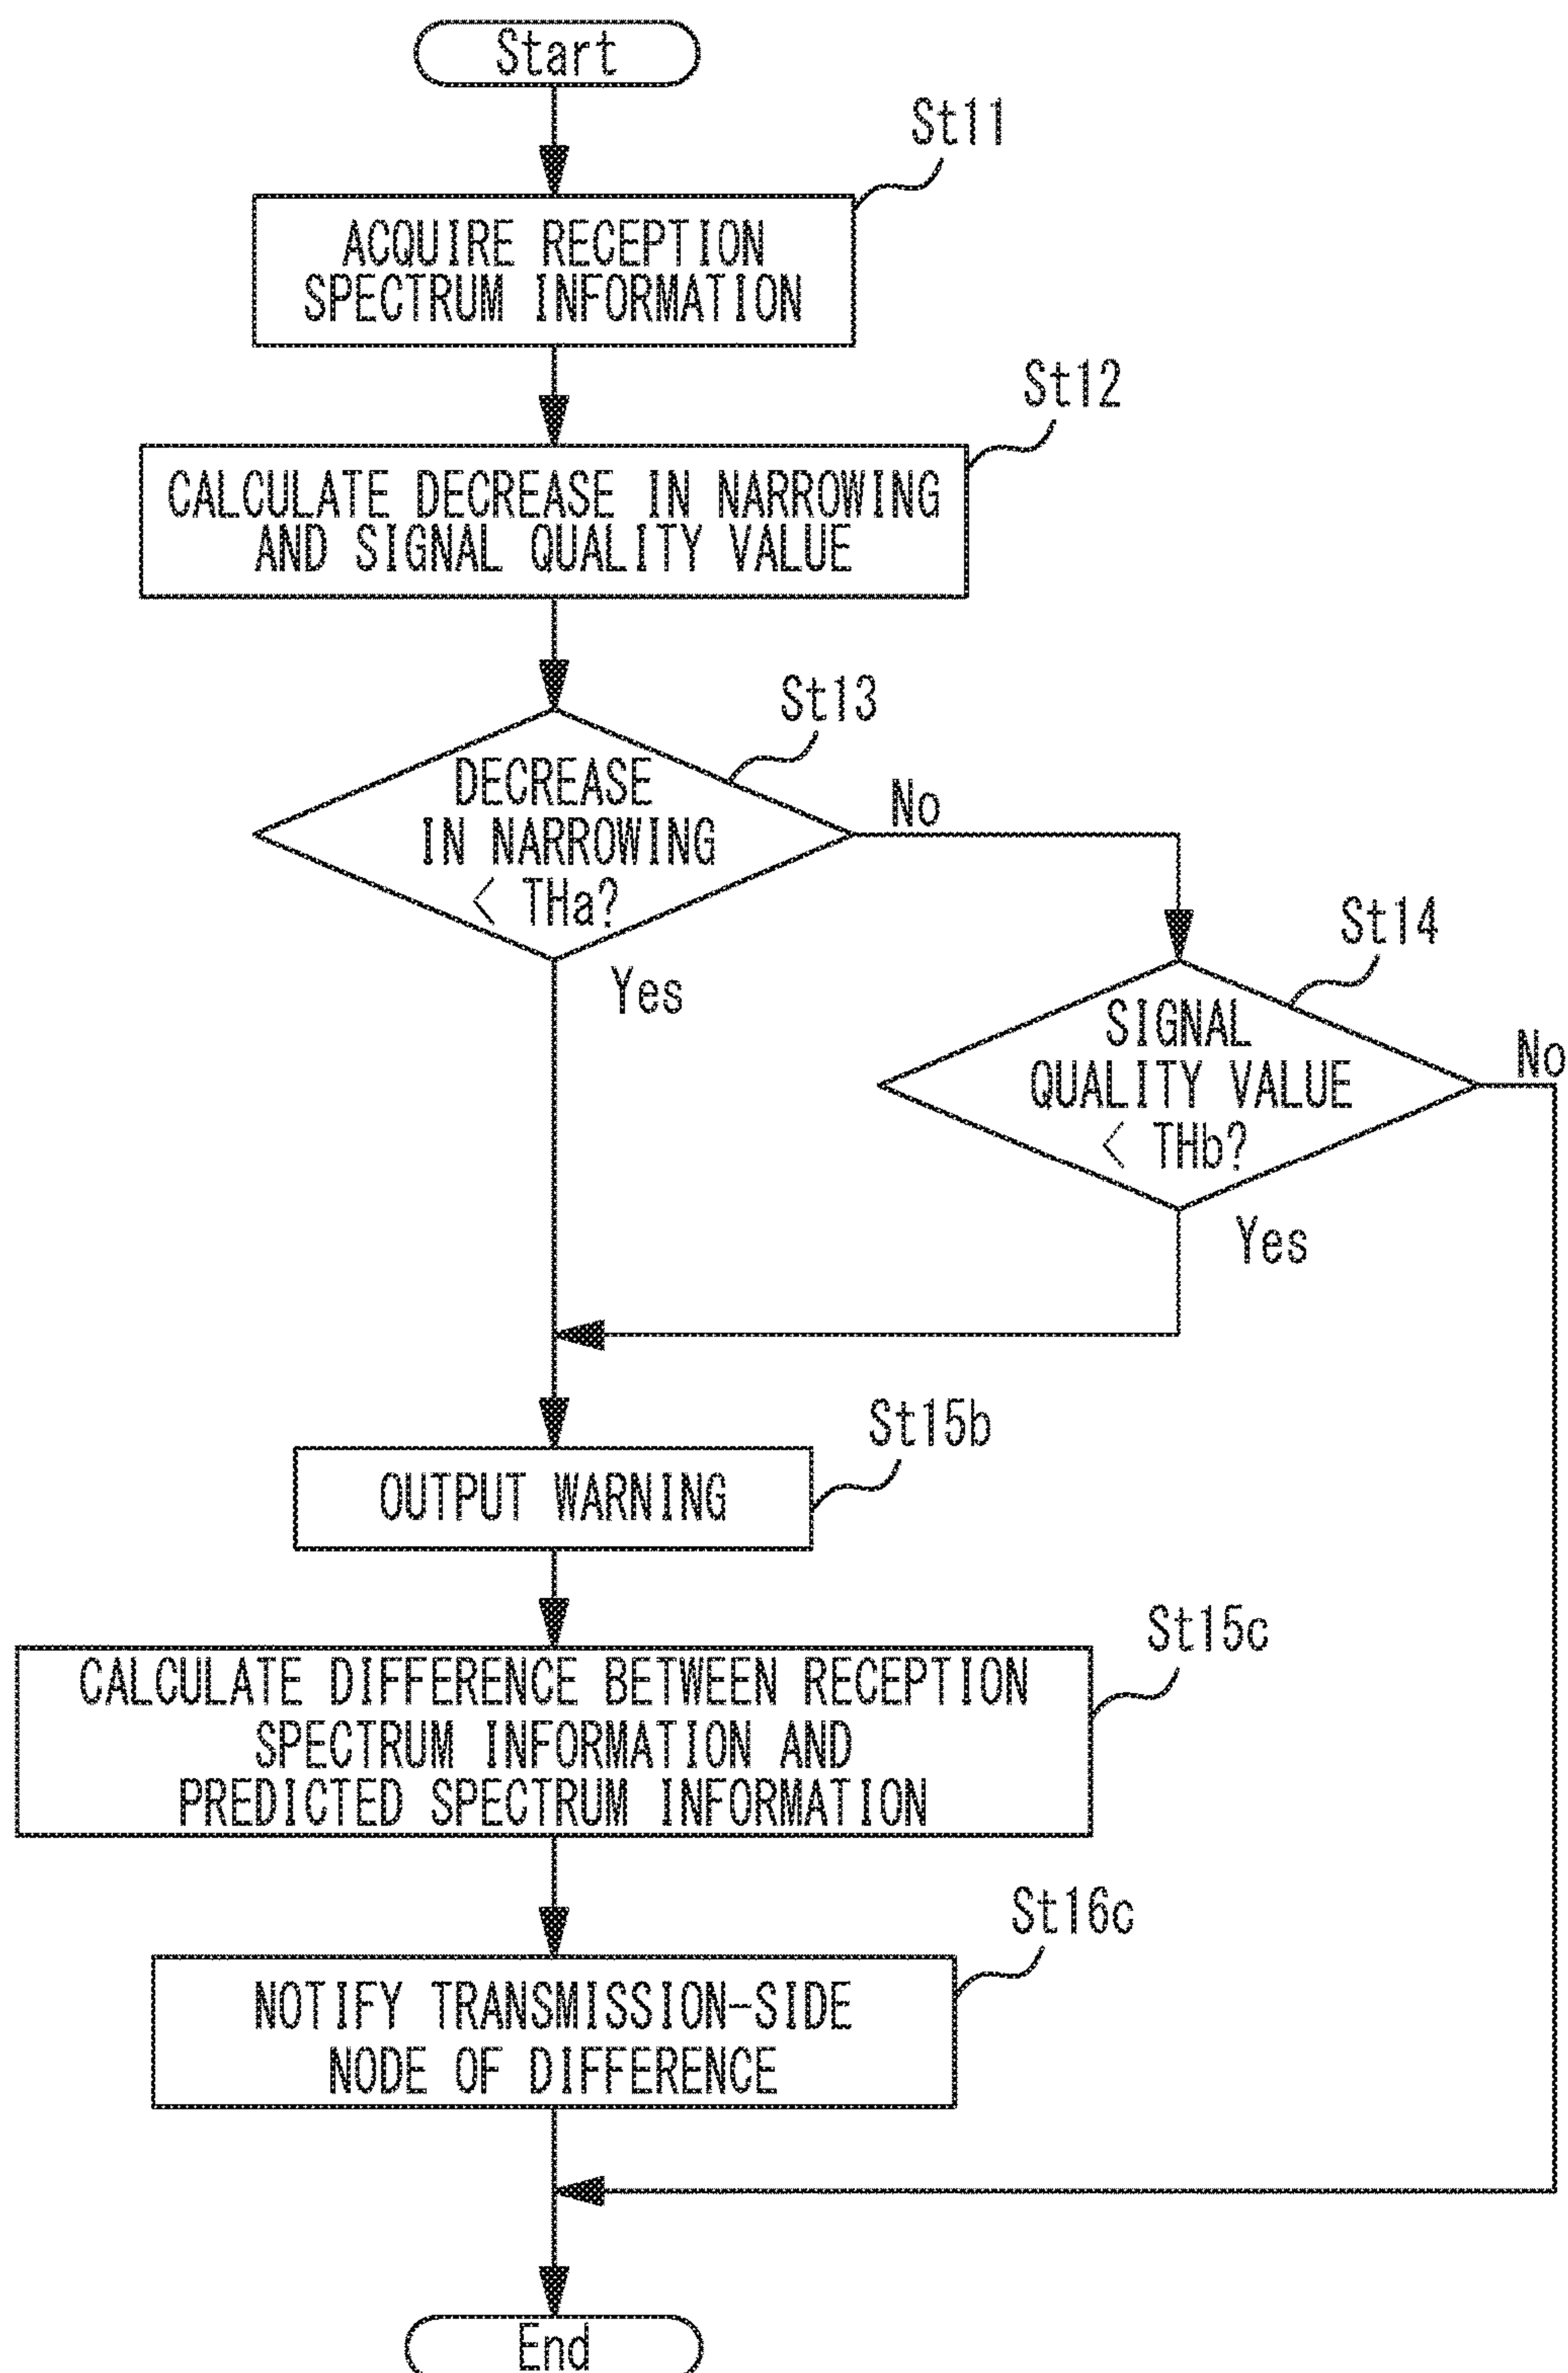 Start
St11
ACQUIRE RECEPTION
SPECTRUM INFORMATION
St12
CALCULATE DECREASE IN NARROWING
AND SIGNAL QUALITY VALUE
St13
DECREASE
IN NARROWING
< THa?
No
Yes
St14
SIGNAL
QUALITY VALUE
< THb?
No
Yes
St15b
OUTPUT WARNING
St15c
CALCULATE DIFFERENCE BETWEEN RECEPTION
SPECTRUM INFORMATION AND
PREDICTED SPECTRUM INFORMATION
St16c
NOTIFY TRANSMISSION-SIDE
NODE OF DIFFERENCE
End